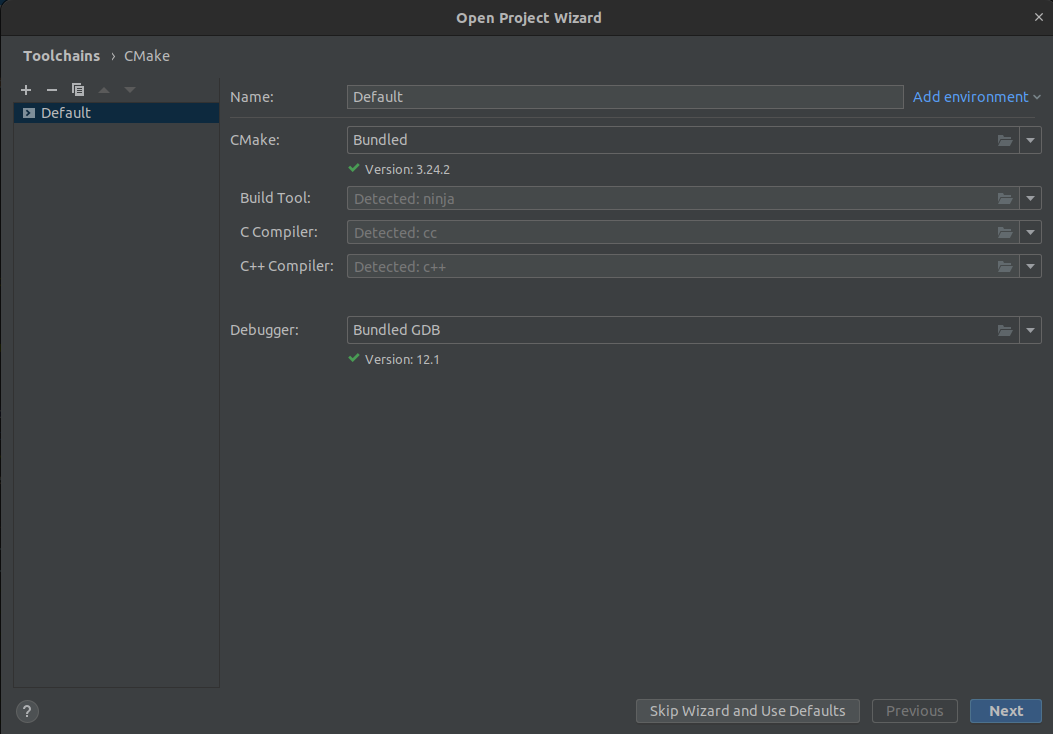 Open Project Wizard
Toolchains › CMake
Default
Name: Default Add environment
CMake: Bundled
Version: 3.24.2
Build Tool: Detected: ninja
C Compiler: Detected: cc
C++ Compiler: Detected: c++
Debugger: Bundled GDB
Version: 12.1
? Skip Wizard and Use Defaults Previous Next